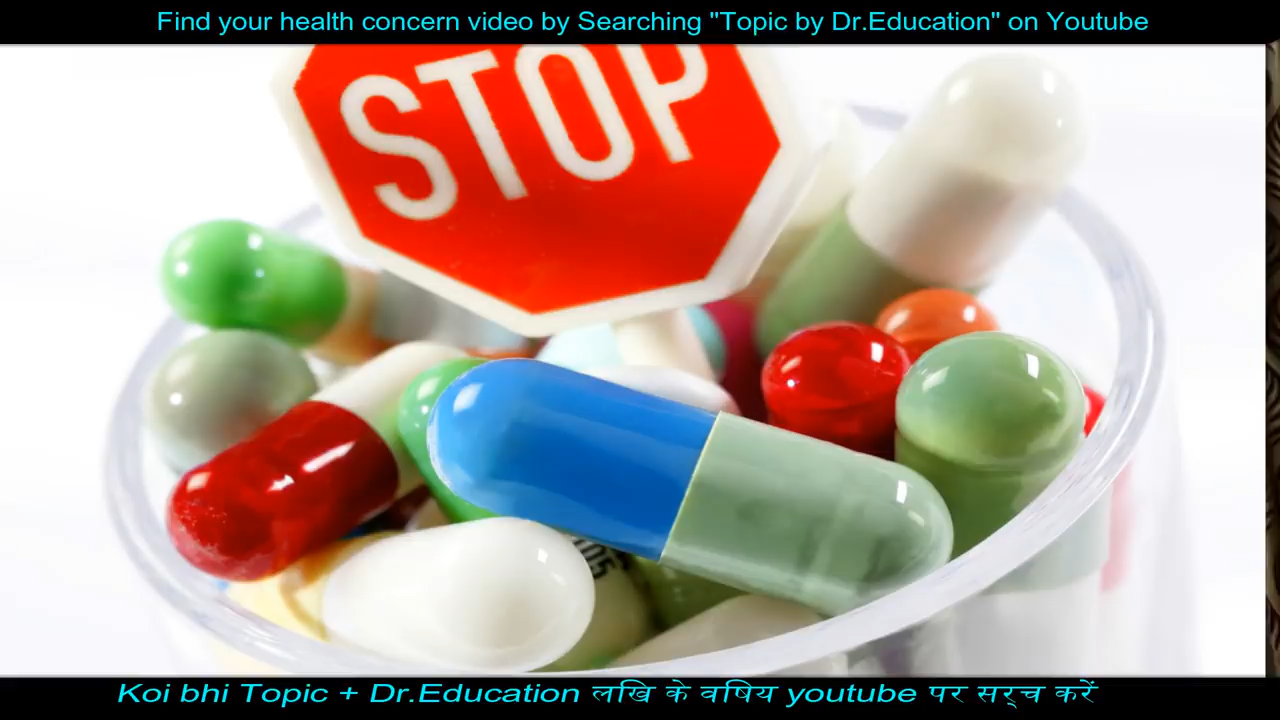 Find your health concern video by Searching "Topic by Dr.Education" on Youtube
STOP
05
Koi bhi Topic + Dr.Education लखि के वषिय youtube पर सर्च करें